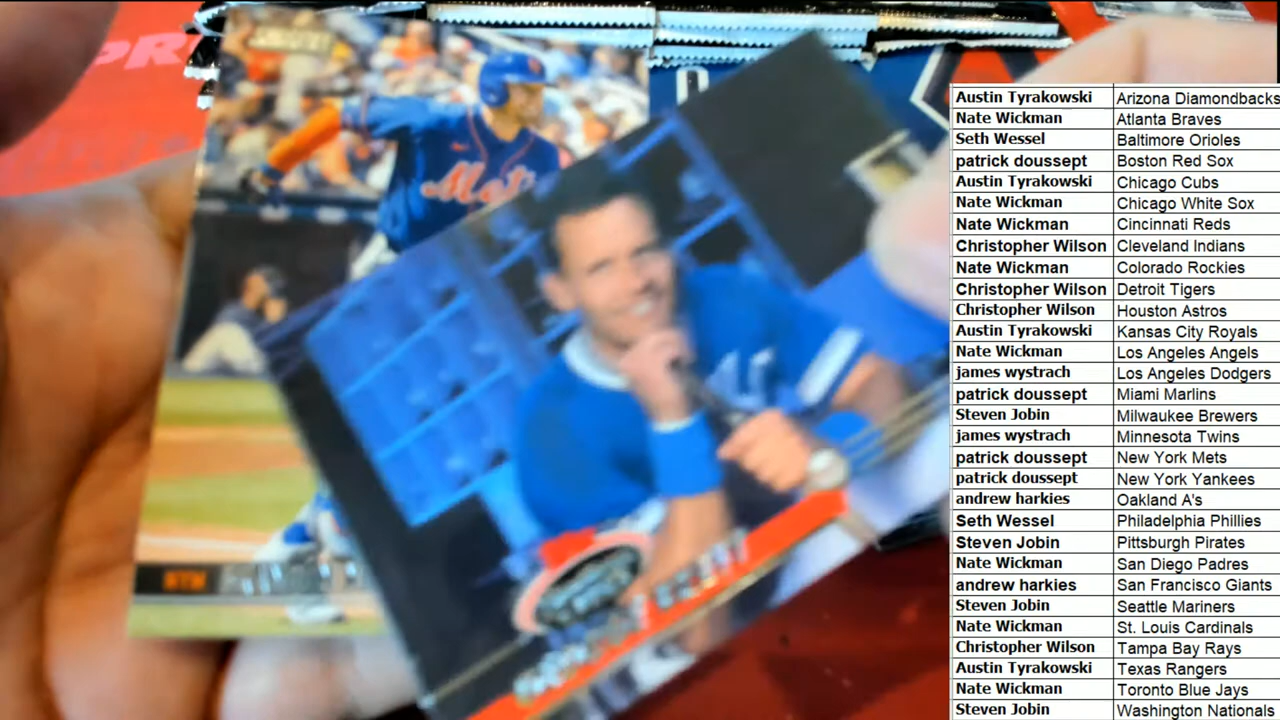 PR
Mets
NYM
Austin Tyrakowski Arizona Diamondbacks
Nate Wickman Atlanta Braves
Seth Wessel Baltimore Orioles
patrick doussept Boston Red Sox
Austin Tyrakowski Chicago Cubs
Nate Wickman Chicago White Sox
Nate Wickman Cincinnati Reds
Christopher Wilson Cleveland Indians
Nate Wickman Colorado Rockies
Christopher Wilson Detroit Tigers
Christopher Wilson Houston Astros
Austin Tyrakowski Kansas City Royals
Nate Wickman Los Angeles Angels
james wystrach Los Angeles Dodgers
patrick doussept Miami Marlins
Steven Jobin Milwaukee Brewers
james wystrach Minnesota Twins
patrick doussept New York Mets
patrick doussept New York Yankees
andrew harkies Oakland A's
Seth Wessel Philadelphia Phillies
Steven Jobin Pittsburgh Pirates
Nate Wickman San Diego Padres
andrew harkies San Francisco Giants
Steven Jobin Seattle Mariners
Nate Wickman St. Louis Cardinals
Christopher Wilson Tampa Bay Rays
Austin Tyrakowski Texas Rangers
Nate Wickman Toronto Blue Jays
Steven Jobin Washington Nationals